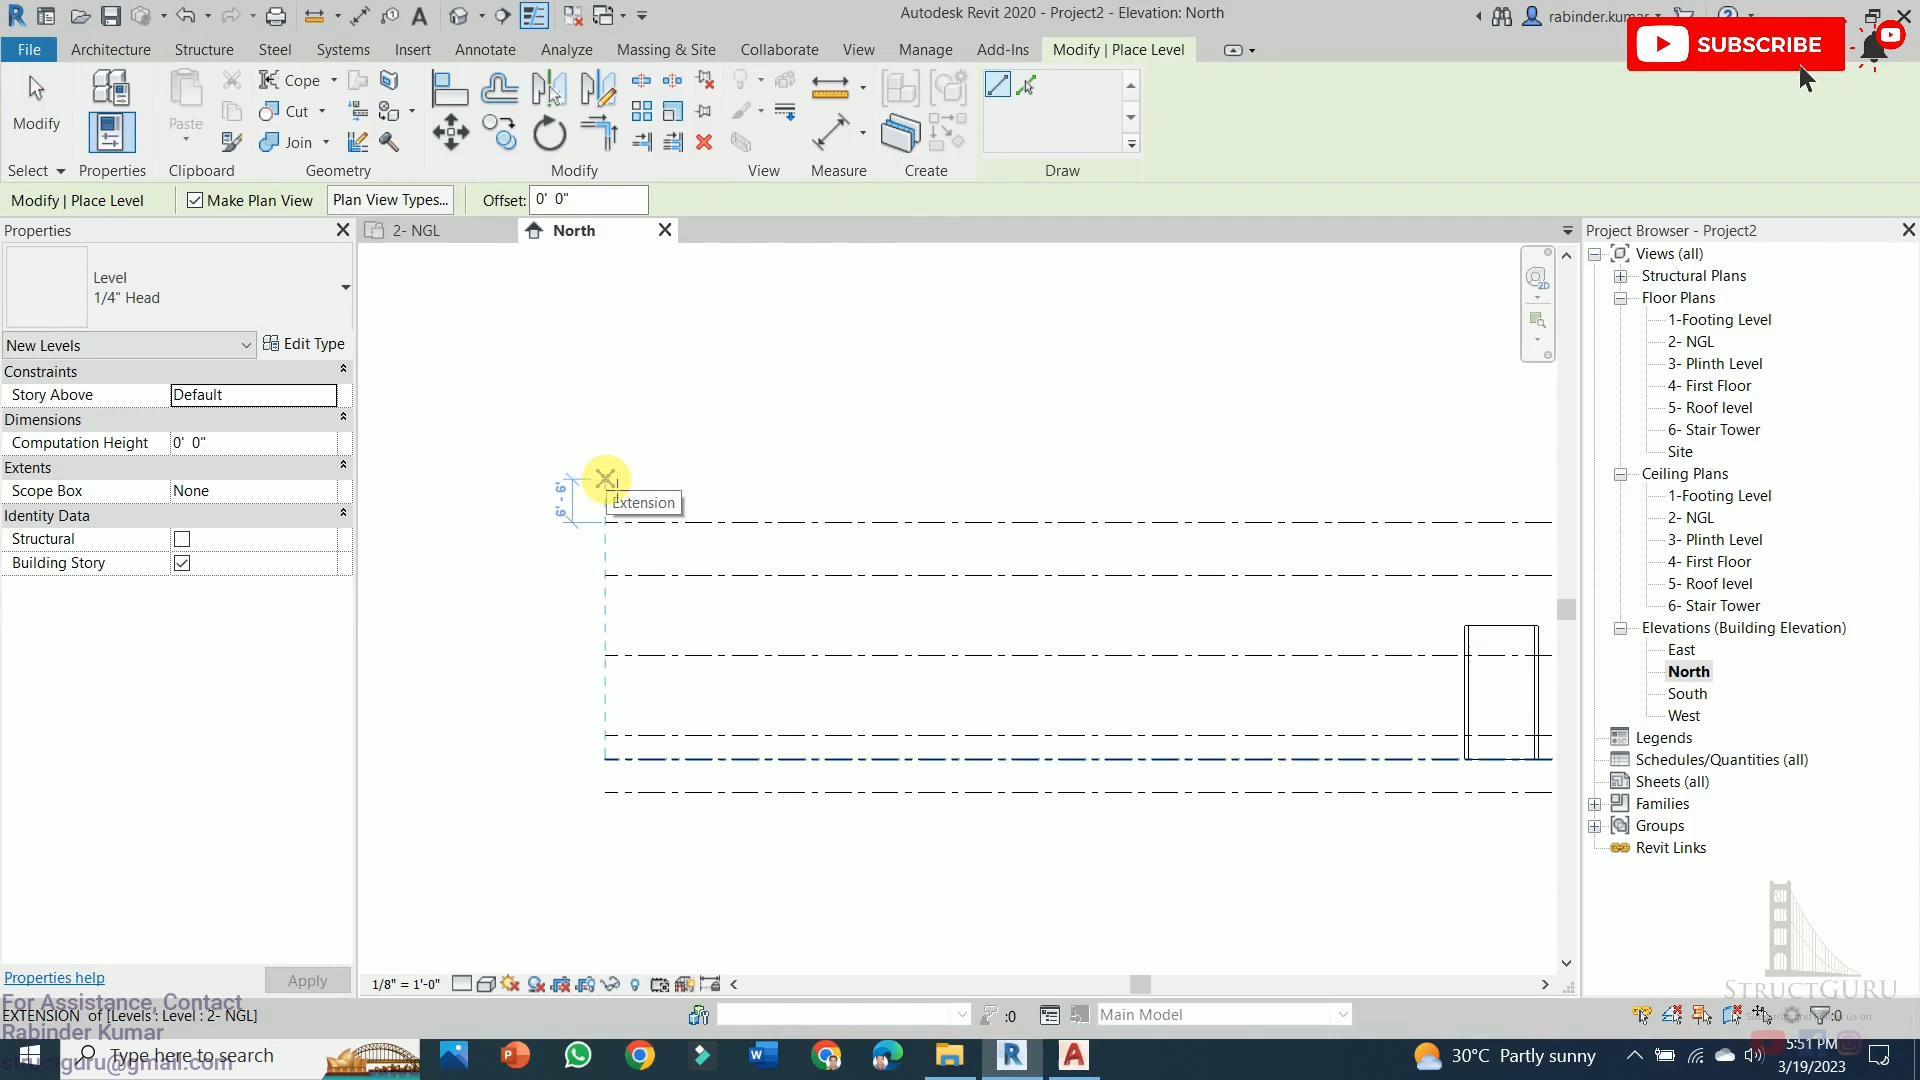 Autodesk Revit 2020 - Project2 - Elevation: North
rabinder.kumar
SUBSCRIBE
File Architecture Structure Steel Systems Insert Annotate Analyze Massing & Site Collaborate View Manage Add-Ins Modify | Place Level
Modify
Paste
Cope
Cut
Join
Select Properties Clipboard Geometry Modify View Measure Create Draw
Modify | Place Level Make Plan View Plan View Types... Offset: 0' 0"
Properties
2- NGL
North
Project Browser - Project2
Level
1/4" Head
New Levels Edit Type
Constraints
Story Above Default
Dimensions
Computation Height 0' 0"
Extents
Scope Box None
Identity Data
Structural
Building Story
6' - 6"
Extension
2D
Views (all)
Structural Plans
Floor Plans
1-Footing Level
2- NGL
3- Plinth Level
4- First Floor
5- Roof level
6- Stair Tower
Site
Ceiling Plans
1-Footing Level
2- NGL
3- Plinth Level
4- First Floor
5- Roof level
6- Stair Tower
Elevations (Building Elevation)
East
North
South
West
Legends
Schedules/Quantities (all)
Sheets (all)
Families
Groups
Revit Links
STRUCTGURU
Properties help Apply
1/8" = 1'-0"
For Assistance, Contact
EXTENSION of [Levels : Level : 2- NGL]
:0
Main Model
:0
Rabinder Kumar
structguru@gmail.com
Type here to search
30°C Partly sunny
5:51 PM
3/19/2023